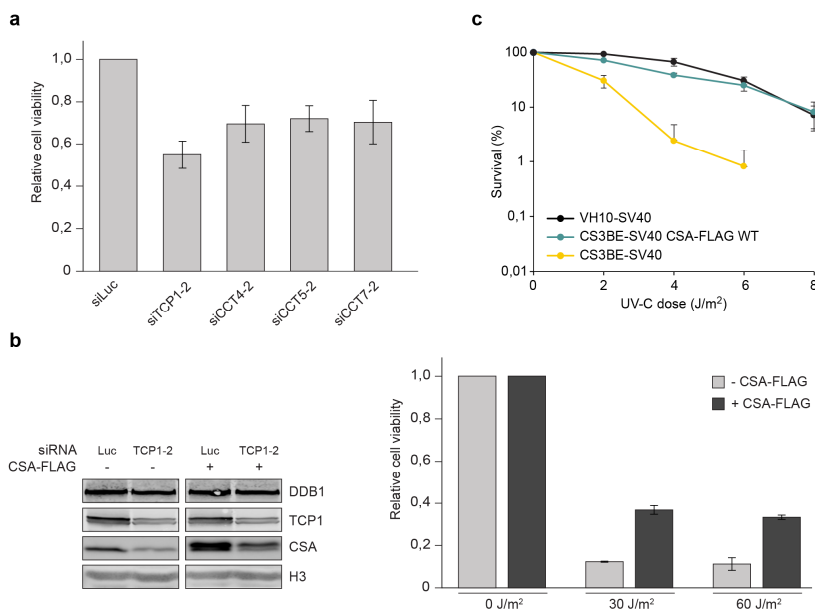 a
Relative cell viability
1,0
0,8
0,6
0,4
0,2
0
siLuc
siTCP1-2
siCCT4-2
siCCT5-2
siCCT7-2
c
Survival (%)
100
10
1
0,1
0,01
VH10-SV40
CS3BE-SV40 CSA-FLAG WT
CS3BE-SV40
0 2 4 6 8
UV-C dose (J/m²)
b
siRNA Luc TCP1-2 Luc TCP1-2
CSA-FLAG - - + +
DDB1
TCP1
CSA
H3
Relative cell viability
1,0
0,8
0,6
0,4
0,2
0
- CSA-FLAG
+ CSA-FLAG
0 J/m² 30 J/m² 60 J/m²